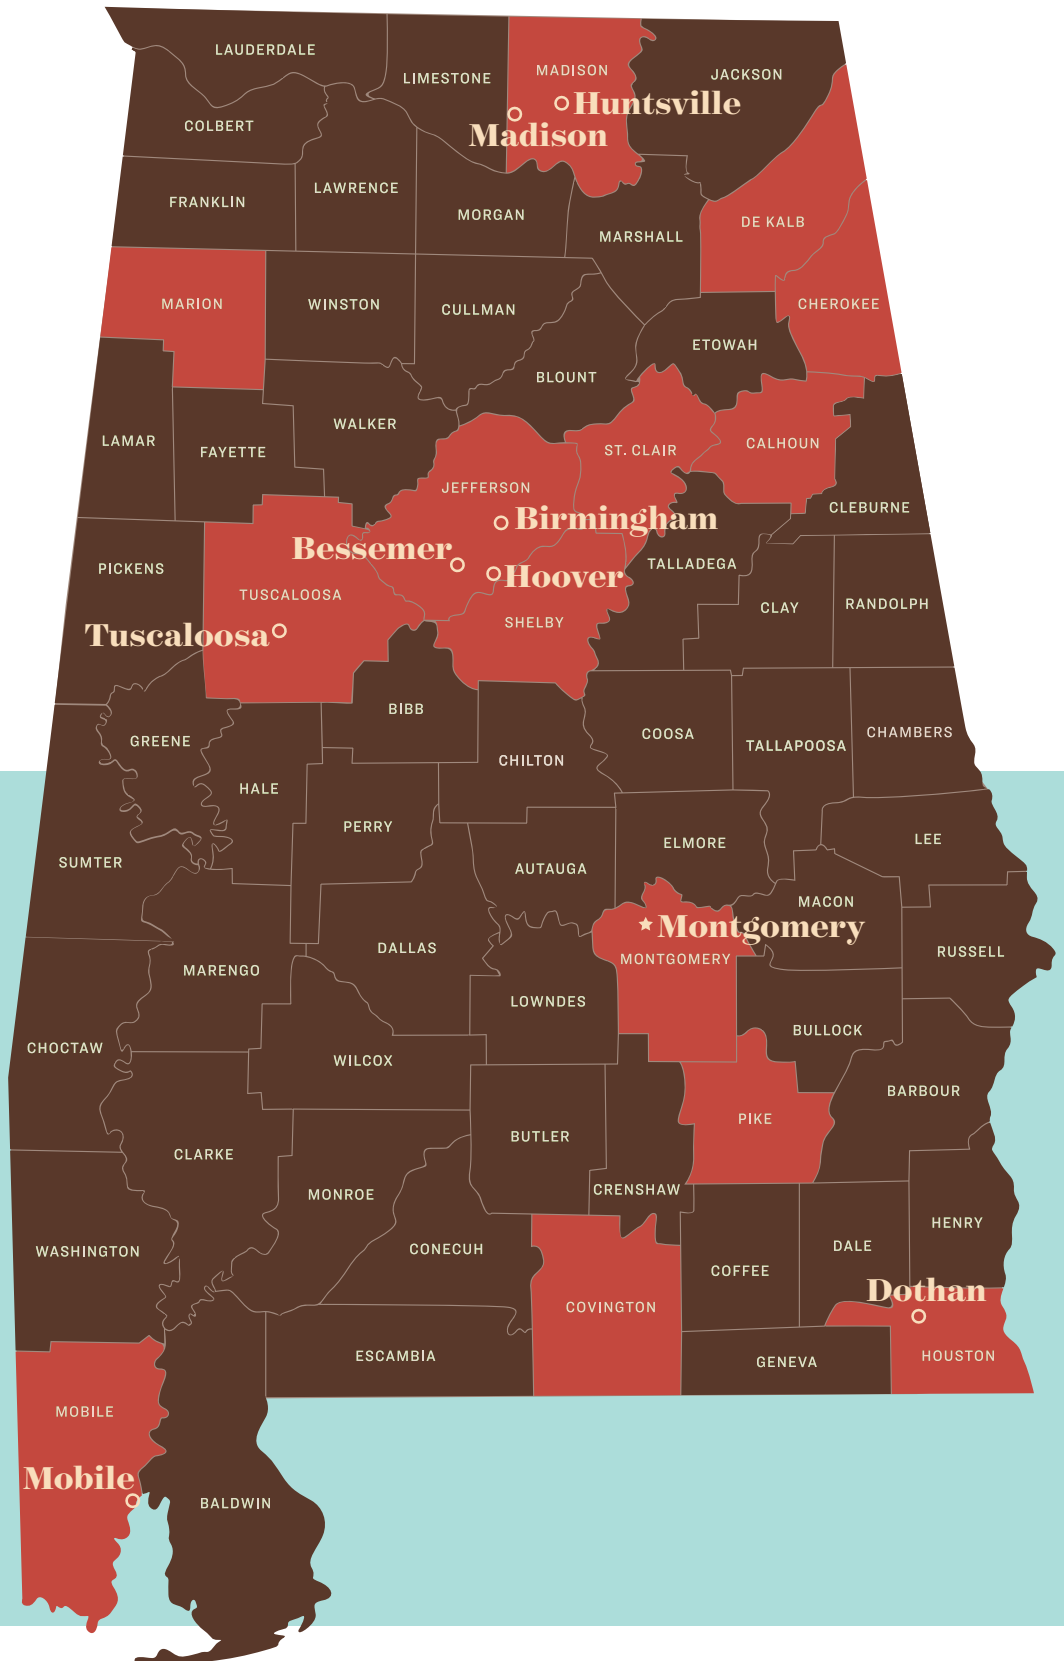 LAUDERDALE
LIMESTONE
MADISON
JACKSON
Huntsville
Madison
COLBERT
LAWRENCE
FRANKLIN
MORGAN
MARSHALL
DE KALB
MARION
WINSTON
CULLMAN
CHEROKEE
ETOWAH
BLOUNT
WALKER
LAMAR
FAYETTE
ST. CLAIR
CALHOUN
JEFFERSON
CLEBURNE
Birmingham
Bessemer
TALLADEGA
PICKENS
Hoover
TUSCALOOSA
CLAY
RANDOLPH
SHELBY
Tuscaloosa
BIBB
GREENE
COOSA
TALLAPOOSA
CHAMBERS
CHILTON
HALE
PERRY
ELMORE
LEE
SUMTER
AUTAUGA
MACON
Montgomery
DALLAS
MONTGOMERY
RUSSELL
MARENGO
LOWNDES
BULLOCK
CHOCTAW
WILCOX
BARBOUR
PIKE
BUTLER
CLARKE
MONROE
CRENSHAW
HENRY
WASHINGTON
CONECUH
DALE
COFFEE
Dothan
COVINGTON
ESCAMBIA
GENEVA
HOUSTON
MOBILE
Mobile
BALDWIN